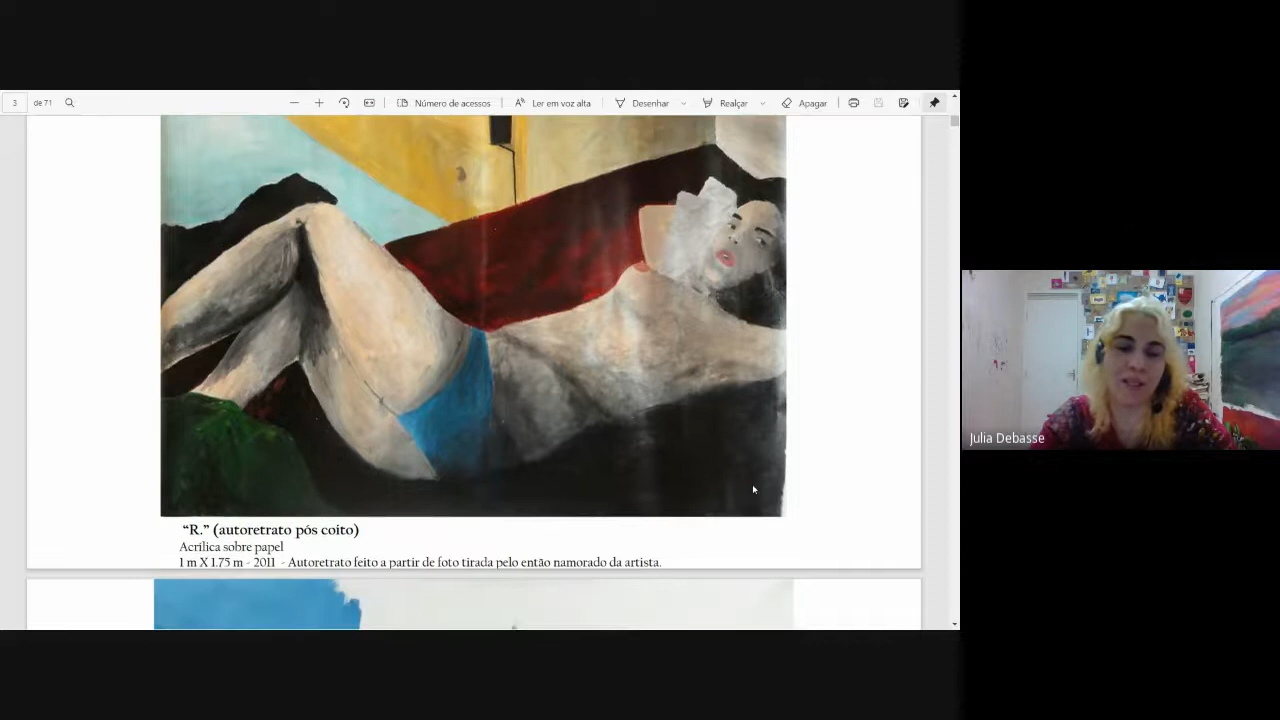 3 de 71 Número de acessos Ler em voz alta Desenhar Realçar Apagar
"R." (autoretrato pós coito)
Acrílica sobre papel
1 m X 1.75 m - 2011 - Autoretrato feito a partir de foto tirada pelo então namorado da artista.
Julia Debasse